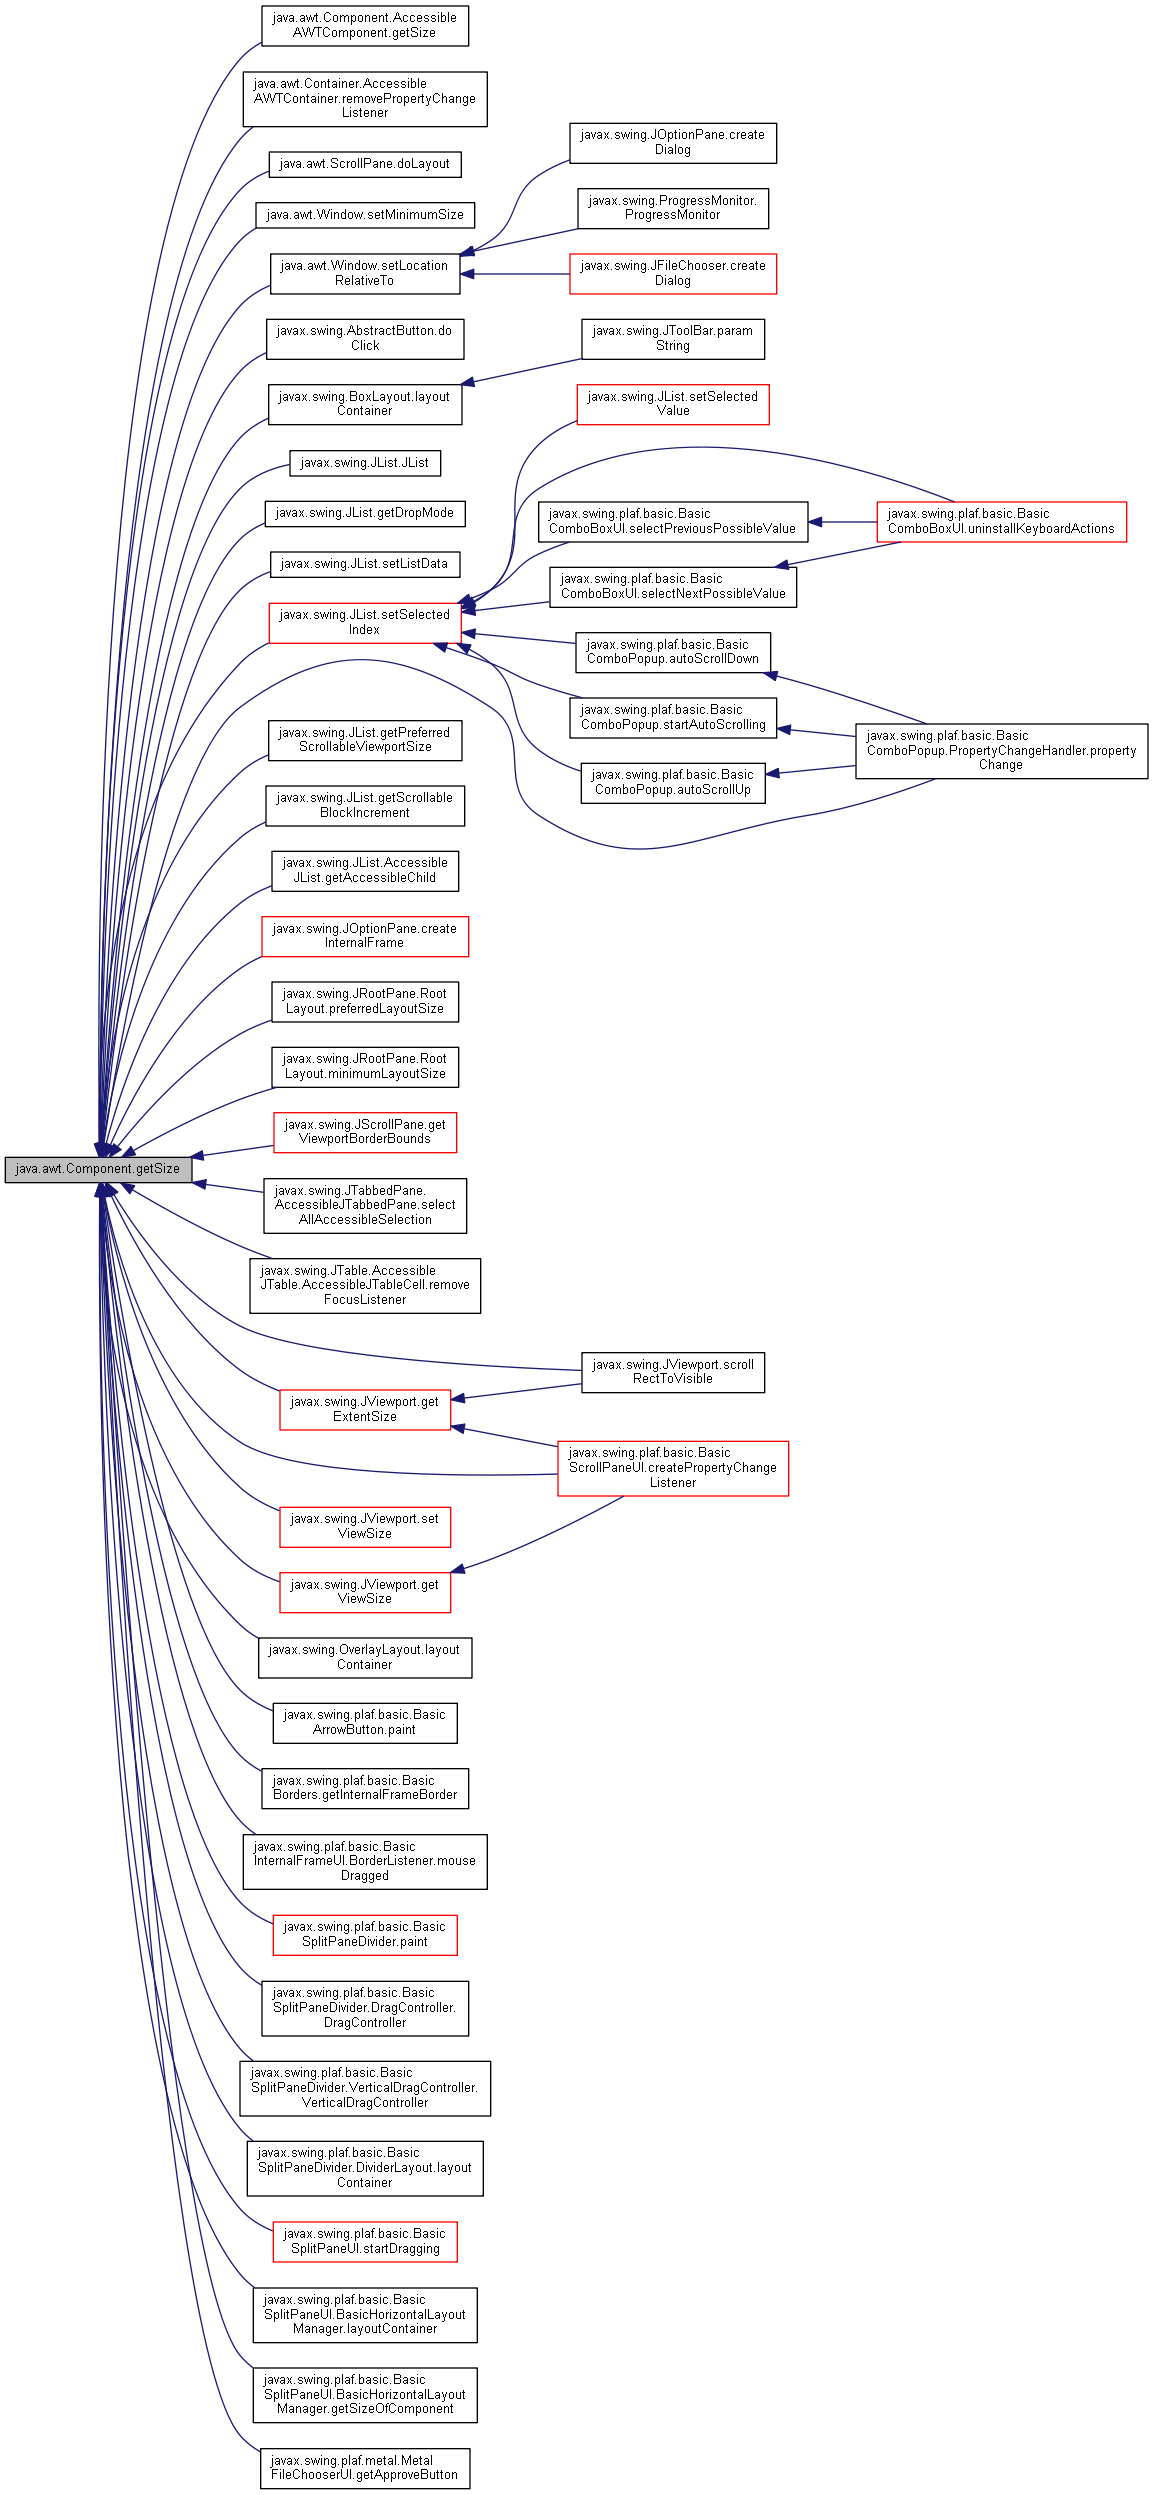 java.awt.Component.getSize
java.awt.Component.Accessible
AWTComponent.getSize
java.awt.Container.Accessible
AWTContainer.removePropertyChange
Listener
java.awt.ScrollPane.doLayout
java.awt.Window.setMinimumSize
java.awt.Window.setLocation
RelativeTo
javax.swing.JOptionPane.create
Dialog
javax.swing.ProgressMonitor.
ProgressMonitor
javax.swing.JFileChooser.create
Dialog
javax.swing.AbstractButton.do
Click
javax.swing.BoxLayout.layout
Container
javax.swing.JToolBar.param
String
javax.swing.JList.JList
javax.swing.JList.getDropMode
javax.swing.JList.setListData
javax.swing.JList.setSelected
Index
javax.swing.JList.setSelected
Value
javax.swing.plaf.basic.Basic
ComboBoxUI.selectPreviousPossibleValue
javax.swing.plaf.basic.Basic
ComboBoxUI.uninstallKeyboardActions
javax.swing.plaf.basic.Basic
ComboBoxUI.selectNextPossibleValue
javax.swing.plaf.basic.Basic
ComboPopup.autoScrollDown
javax.swing.plaf.basic.Basic
ComboPopup.startAutoScrolling
javax.swing.plaf.basic.Basic
ComboPopup.PropertyChangeHandler.property
Change
javax.swing.plaf.basic.Basic
ComboPopup.autoScrollUp
javax.swing.JList.getPreferred
ScrollableViewportSize
javax.swing.JList.getScrollable
BlockIncrement
javax.swing.JList.Accessible
JList.getAccessibleChild
javax.swing.JOptionPane.create
InternalFrame
javax.swing.JRootPane.Root
Layout.preferredLayoutSize
javax.swing.JRootPane.Root
Layout.minimumLayoutSize
javax.swing.JScrollPane.get
ViewportBorderBounds
javax.swing.JTabbedPane.
AccessibleJTabbedPane.select
AllAccessibleSelection
javax.swing.JTable.Accessible
JTable.AccessibleJTableCell.remove
FocusListener
javax.swing.JViewport.scroll
RectToVisible
javax.swing.JViewport.get
ExtentSize
javax.swing.plaf.basic.Basic
ScrollPaneUI.createPropertyChange
Listener
javax.swing.JViewport.set
ViewSize
javax.swing.JViewport.get
ViewSize
javax.swing.OverlayLayout.layout
Container
javax.swing.plaf.basic.Basic
ArrowButton.paint
javax.swing.plaf.basic.Basic
Borders.getInternalFrameBorder
javax.swing.plaf.basic.Basic
InternalFrameUI.BorderListener.mouse
Dragged
javax.swing.plaf.basic.Basic
SplitPaneDivider.paint
javax.swing.plaf.basic.Basic
SplitPaneDivider.DragController.
DragController
javax.swing.plaf.basic.Basic
SplitPaneDivider.VerticalDragController.
VerticalDragController
javax.swing.plaf.basic.Basic
SplitPaneDivider.DividerLayout.layout
Container
javax.swing.plaf.basic.Basic
SplitPaneUI.startDragging
javax.swing.plaf.basic.Basic
SplitPaneUI.BasicHorizontalLayout
Manager.layoutContainer
javax.swing.plaf.basic.Basic
SplitPaneUI.BasicHorizontalLayout
Manager.getSizeOfComponent
javax.swing.plaf.metal.Metal
FileChooserUI.getApproveButton